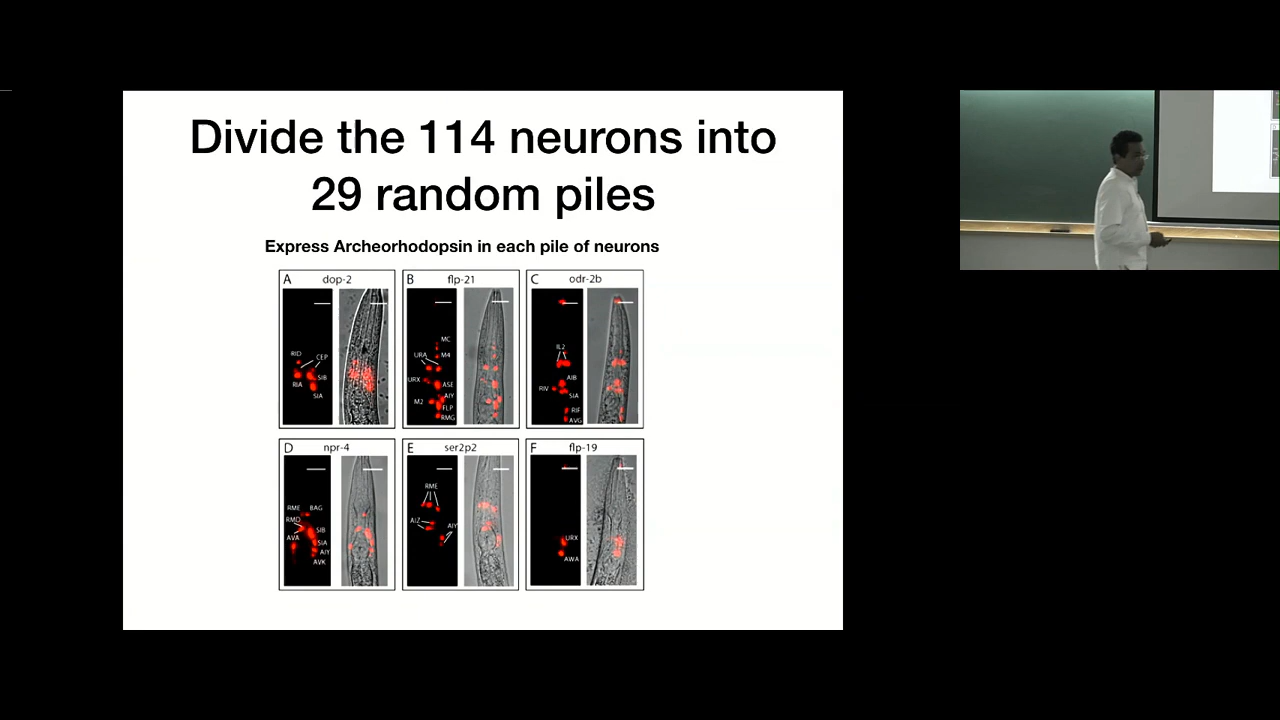 Divide the 114 neurons into
29 random piles
Express Archeorhodopsin in each pile of neurons
A dop-2
RID
CEP
RIA
SIB
SIA
B flp-21
MC
URA
M4
URX
ASE
AIY
M2
FLP
RMG
C odr-2b
IL2
AIB
RIV
SIA
RIF
AVG
D npr-4
RME BAG
RMD
SIB
AVA
SIA
AIY
AVK
E ser2p2
RME
AIZ
AIY
F flp-19
URX
AWA